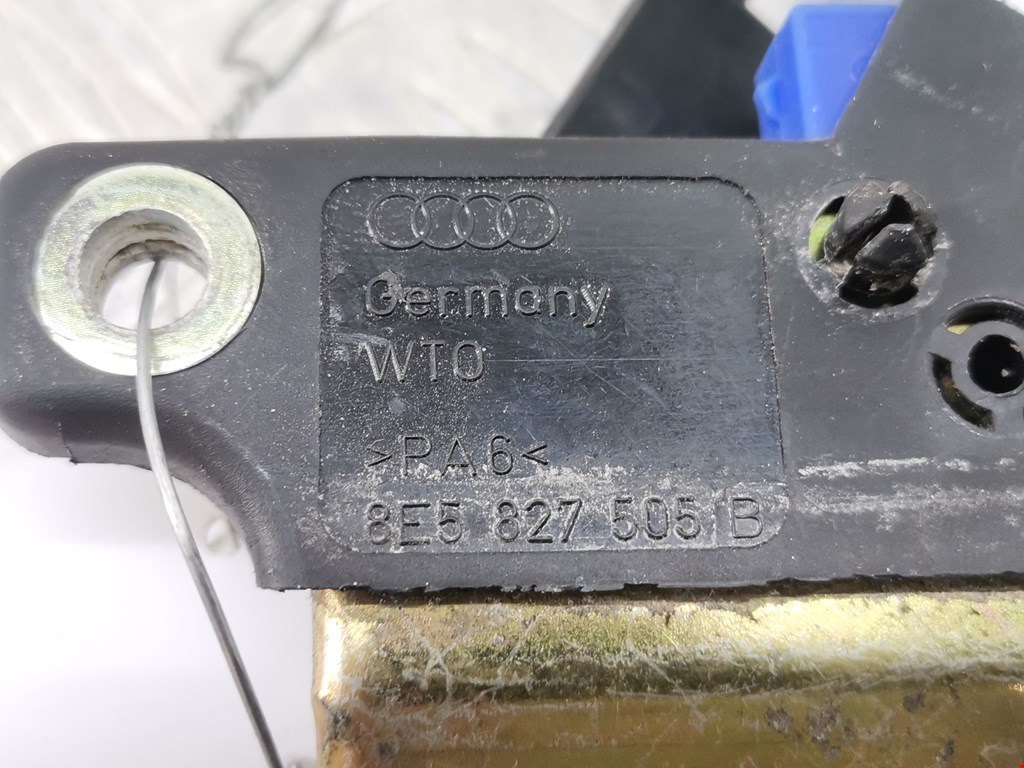 Germany
WTO
>PA6<
8E5 827 505 B